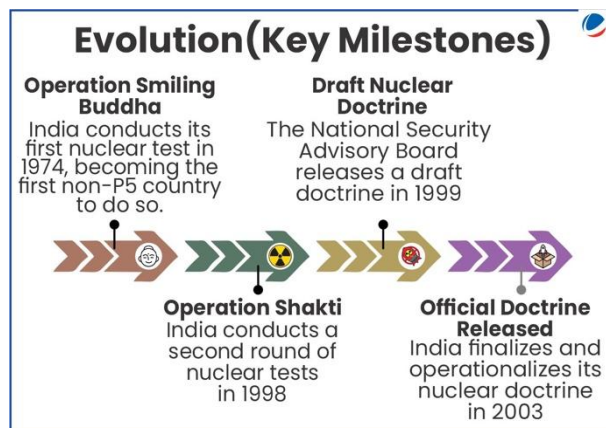 Evolution(Key Milestones)
Operation Smiling
Buddha
India conducts its
first nuclear test in
1974, becoming the
first non-P5 country
to do so.
Draft Nuclear
Doctrine
The National Security
Advisory Board
releases a draft
doctrine in 1999
Operation Shakti
India conducts a
second round of
nuclear tests
in 1998
Official Doctrine
Released
India finalizes and
operationalizes its
nuclear doctrine
in 2003